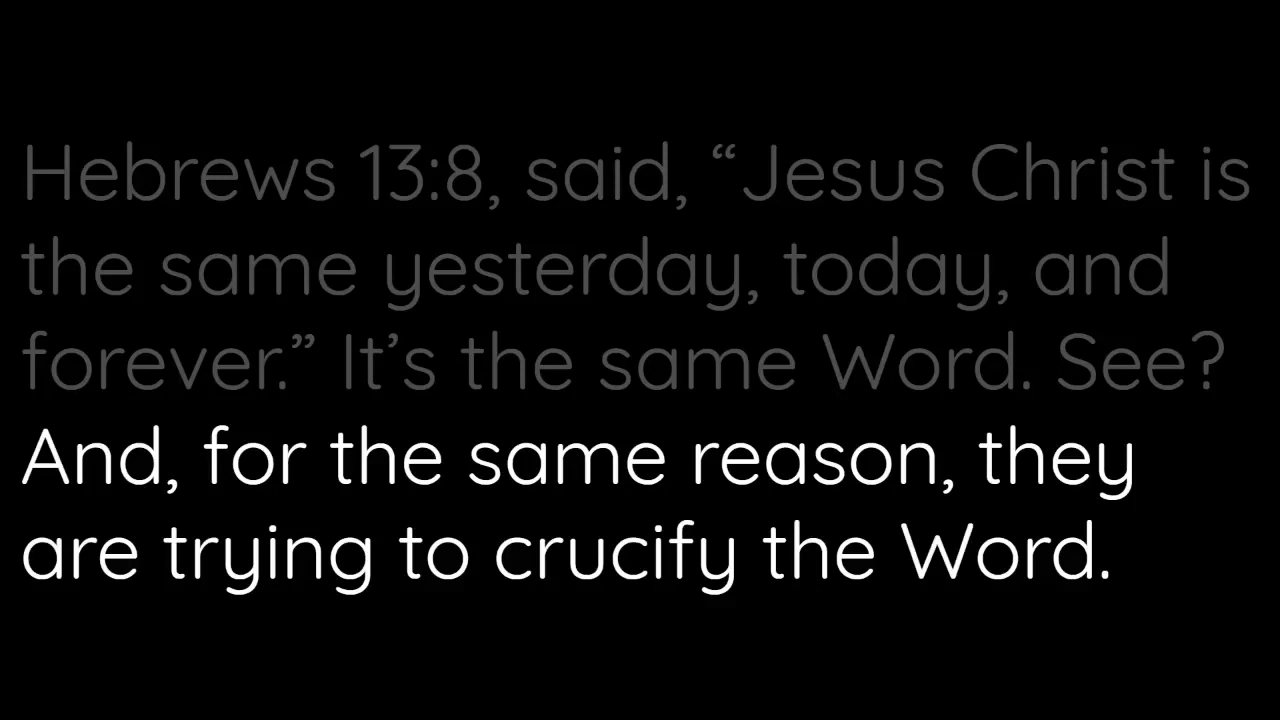 Hebrews 13:8, said, “Jesus Christ is
the same yesterday, today, and
forever.” It’s the same Word. See?
And, for the same reason, they
are trying to crucify the Word.